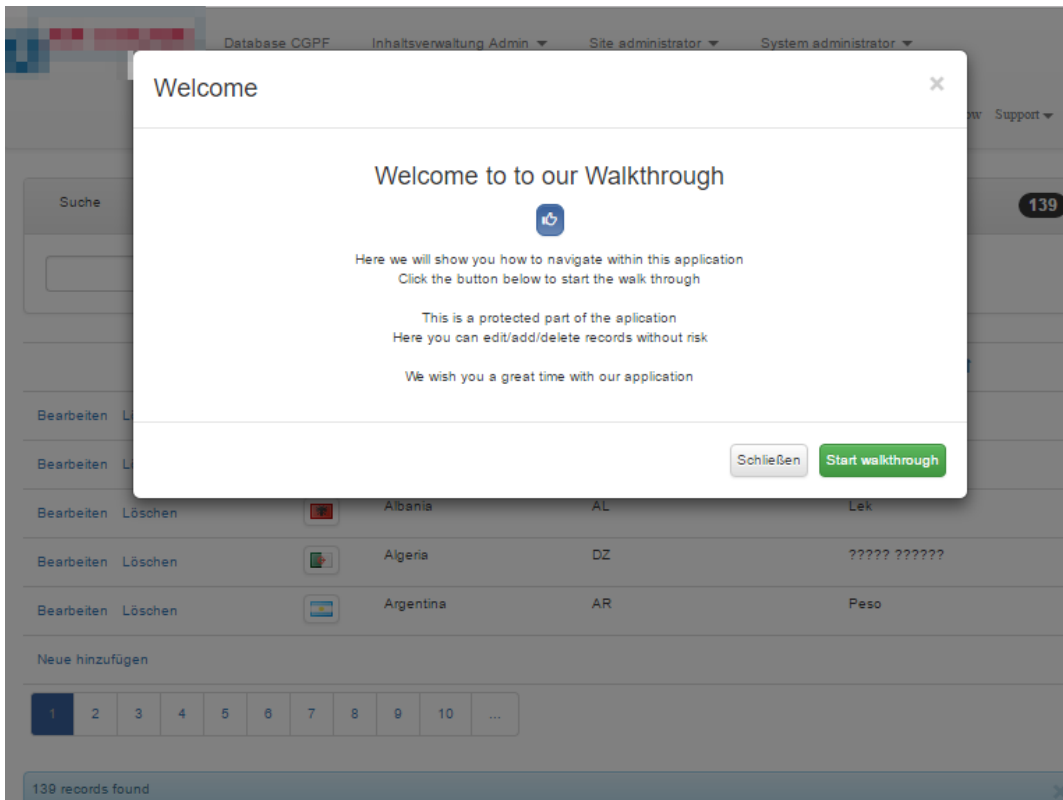 Database CGPF Inhaltsverwaltung Admin Site administrator System administrator
Welcome ×
Support
Welcome to to our Walkthrough
Suche 139
Here we will show you how to navigate within this application
Click the button below to start the walk through
This is a protected part of the aplication
Here you can edit/add/delete records without risk
We wish you a great time with our application
Bearbeiten
Schließen Start walkthrough
Bearbeiten
Bearbeiten Löschen Albania AL Lek
Bearbeiten Löschen Algeria DZ ????? ??????
Bearbeiten Löschen Argentina AR Peso
Neue hinzufügen
1 2 3 4 5 6 7 8 9 10 ...
139 records found